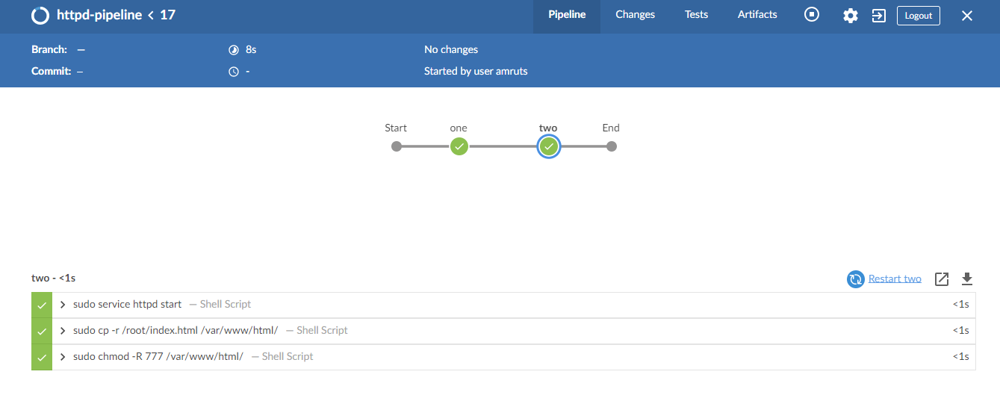 httpd-pipeline < 17 Pipeline Changes Tests Artifacts Logout
Branch: — 8s No changes
Commit: — - Started by user amruts
Start one two End
two - <1s Restart two
sudo service httpd start — Shell Script <1s
sudo cp -r /root/index.html /var/www/html/ — Shell Script <1s
sudo chmod -R 777 /var/www/html/ — Shell Script <1s